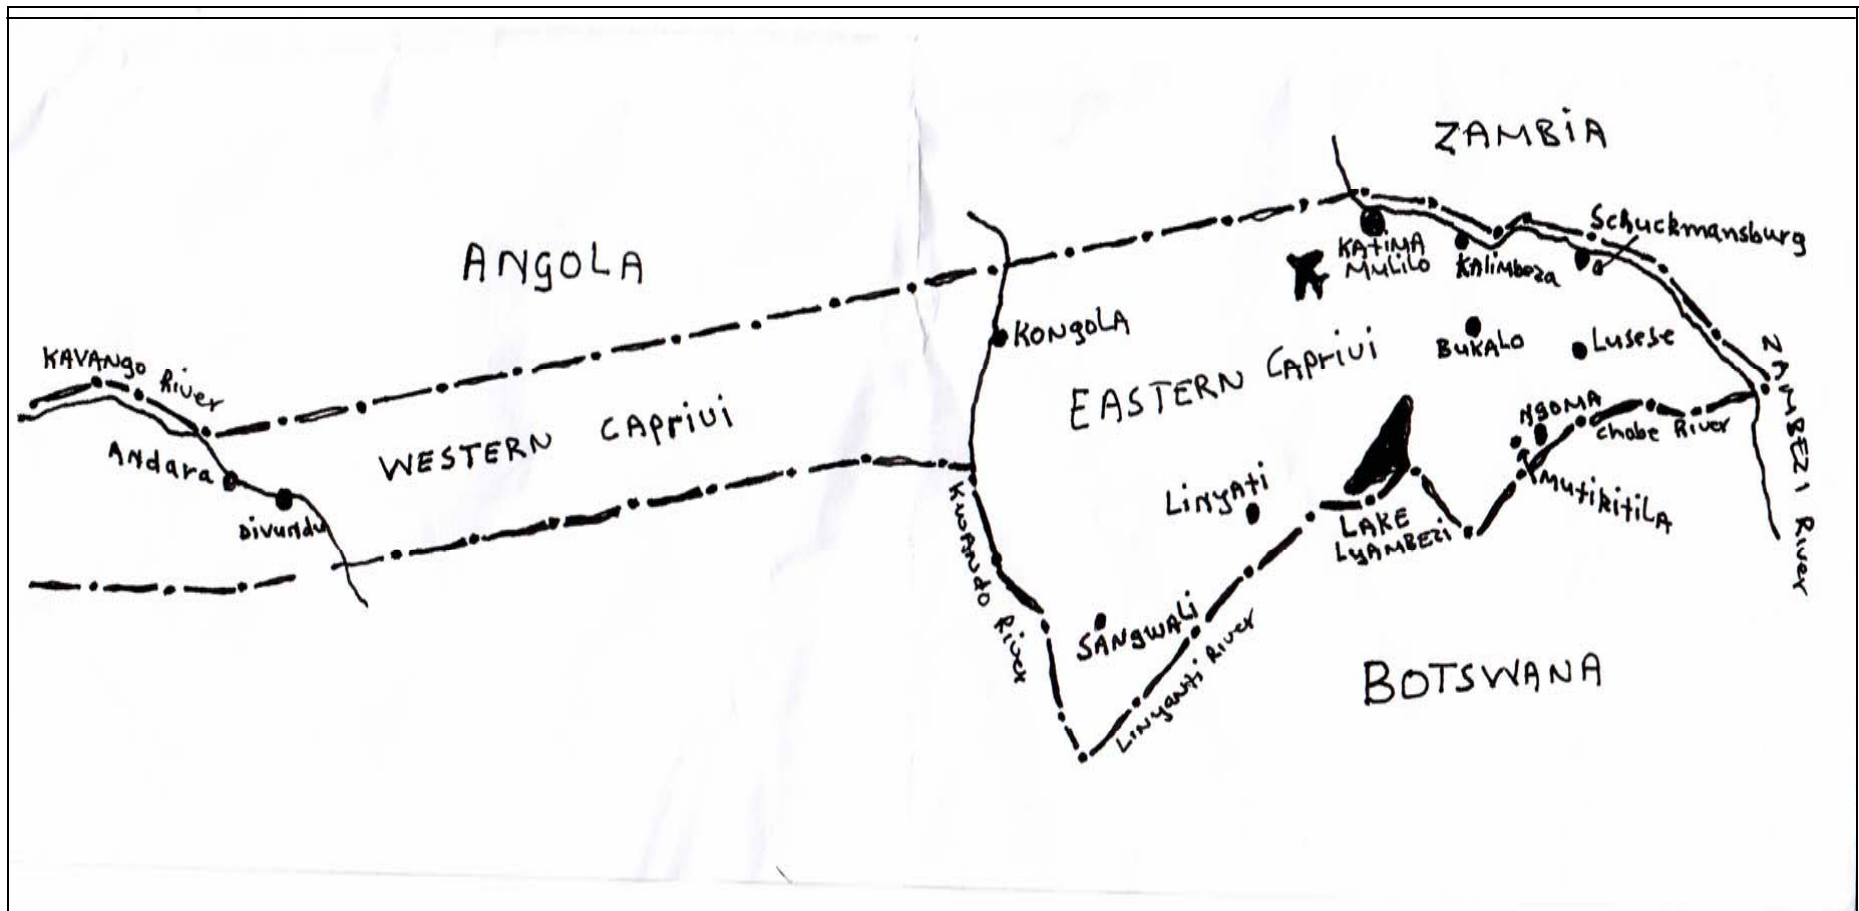 ZAMBIA
Schuckmansburg
ANGOLA
KATIMA
MULILO
KALimbeza
KONGOLA
BUKALO
Lusese
KAVANgo River
EASTERN CAprivi
ZAMBEZI River
WESTERN CAprivi
NgOMA
Chobe River
Andara
Divundu
LinyAti
MutikitiLA
LAKE
LyAMBEZi
KwANdo River
SANgWALi
Linyanti River
BOTSWANA